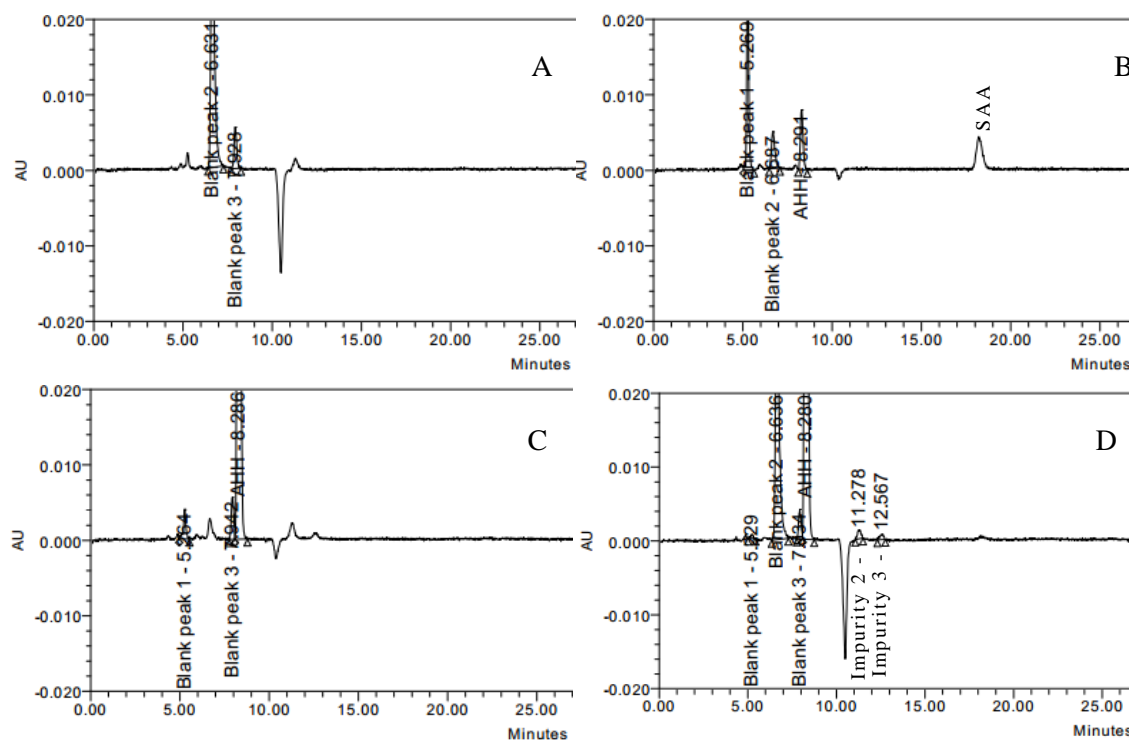 0.020
0.010
0.000
-0.010
-0.020
AU
Blank peak 2 - 6.631
Blank peak 3 - 7.928
A
0.00 5.00 10.00 15.00 20.00 25.00
Minutes
0.020
0.010
0.000
-0.010
-0.020
AU
Blank peak 1 - 5.269
Blank peak 2 - 6.687
AHH - 8.291
SAA
B
0.00 5.00 10.00 15.00 20.00 25.00
Minutes
0.020
0.010
0.000
-0.010
-0.020
AU
Blank peak 1 - 5.264
Blank peak 3 - 7.942
AHH - 8.286
C
0.00 5.00 10.00 15.00 20.00 25.00
Minutes
0.020
0.010
0.000
-0.010
-0.020
AU
Blank peak 1 - 5.229
Blank peak 2 - 6.636
Blank peak 3 - 7.934
AHH - 8.280
Impurity 2 - 11.278
Impurity 3 - 12.567
D
0.00 5.00 10.00 15.00 20.00 25.00
Minutes